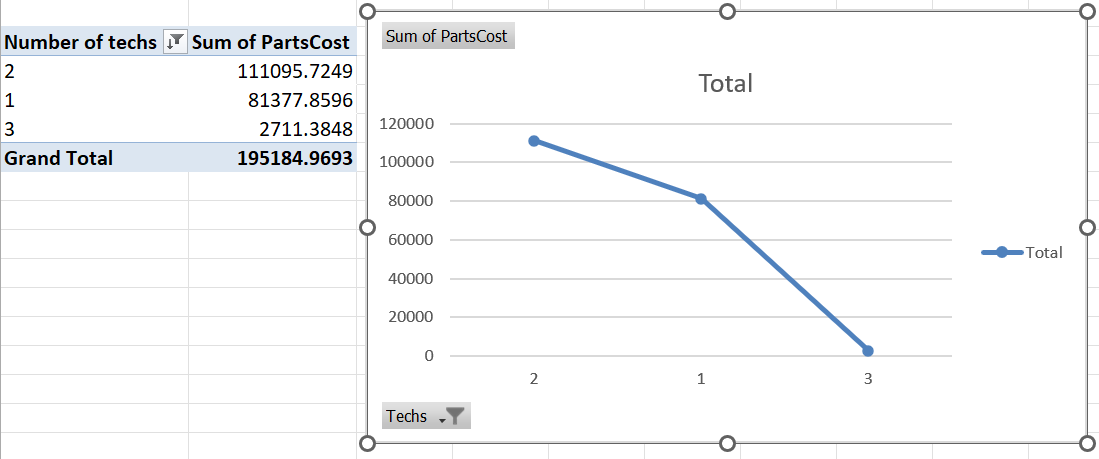 Number of techs Sum of PartsCost
2 111095.7249
1 81377.8596
3 2711.3848
Grand Total 195184.9693
Sum of PartsCost
Total
120000
100000
80000
60000
40000
20000
0
2 1 3
Total
Techs